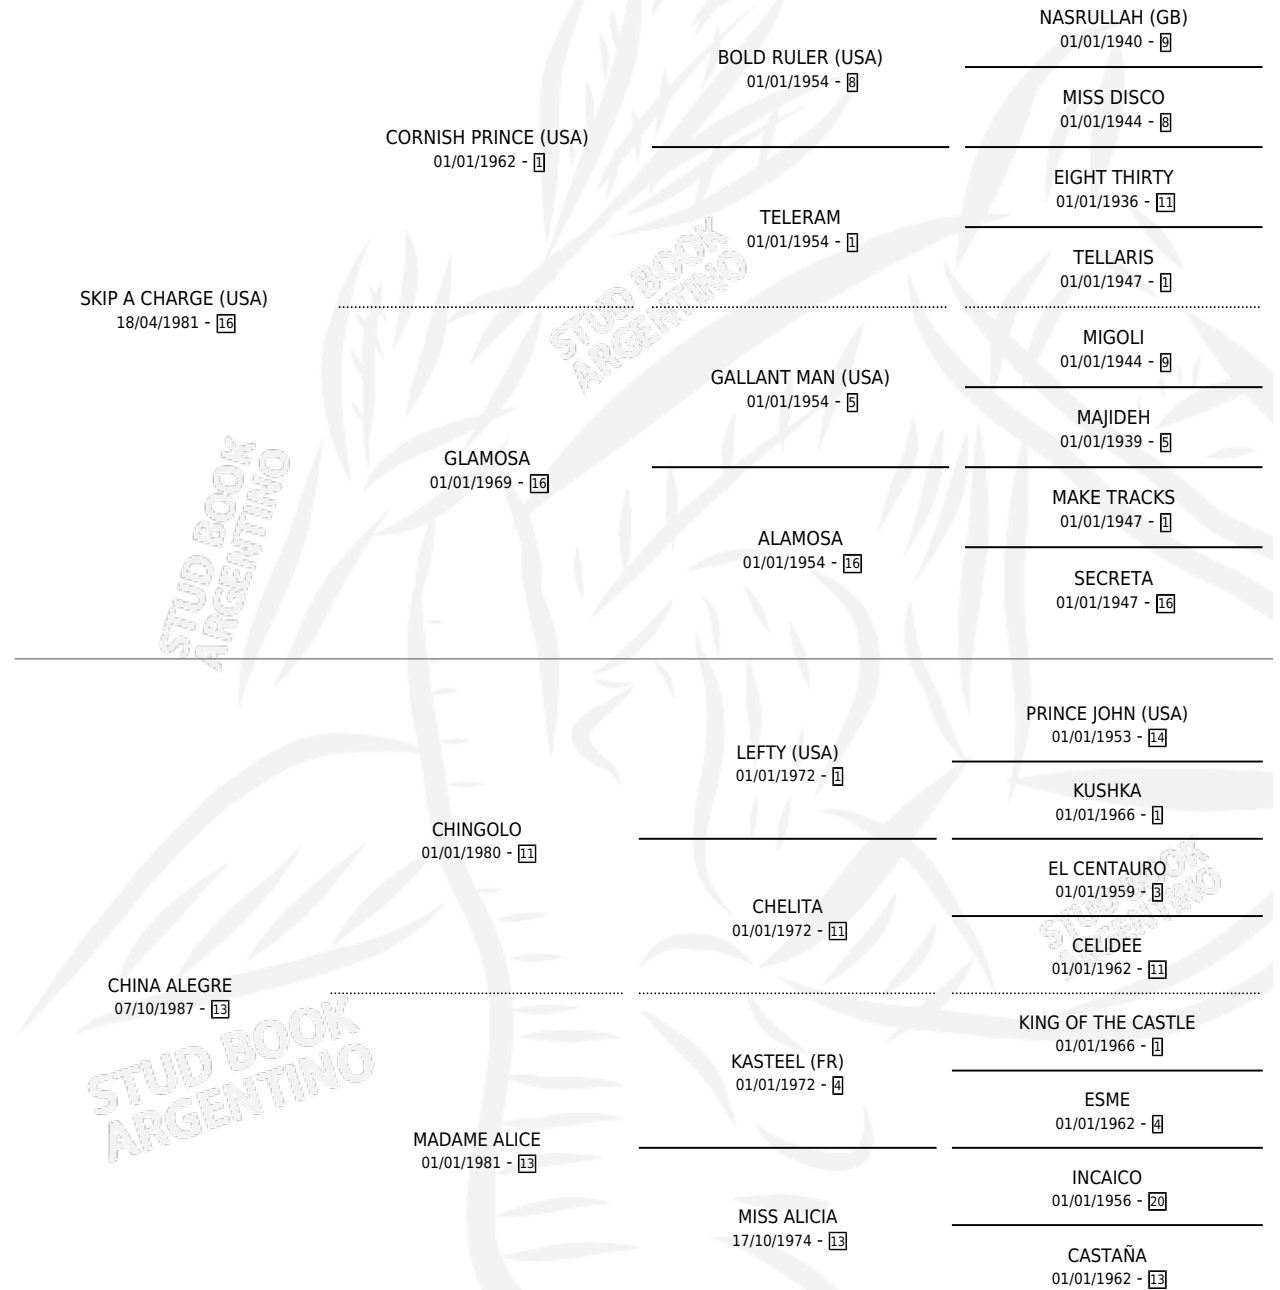 NASRULLAH (GB)
01/01/1940 - 9
BOLD RULER (USA)
01/01/1954 - 8
MISS DISCO
01/01/1944 - 8
CORNISH PRINCE (USA)
01/01/1962 - 1
EIGHT THIRTY
01/01/1936 - 11
TELERAM
01/01/1954 - 1
TELLARIS
01/01/1947 - 1
SKIP A CHARGE (USA)
18/04/1981 - 16
MIGOLI
01/01/1944 - 9
GALLANT MAN (USA)
01/01/1954 - 5
MAJIDEH
01/01/1939 - 5
GLAMOSA
01/01/1969 - 16
MAKE TRACKS
01/01/1947 - 1
ALAMOSA
01/01/1954 - 16
SECRETA
01/01/1947 - 16
STUD BOOK
ARGENTINO
STUD BOOK
ARGENTINO
PRINCE JOHN (USA)
01/01/1953 - 14
LEFTY (USA)
01/01/1972 - 1
KUSHKA
01/01/1966 - 1
CHINGOLO
01/01/1980 - 11
EL CENTAURO
01/01/1959 - 3
CHELITA
01/01/1972 - 11
CELIDEE
01/01/1962 - 11
STUD BOOK
ARGENTINO
CHINA ALEGRE
07/10/1987 - 13
KING OF THE CASTLE
01/01/1966 - 1
KASTEEL (FR)
01/01/1972 - 4
ESME
01/01/1962 - 4
MADAME ALICE
01/01/1981 - 13
INCAICO
01/01/1956 - 20
MISS ALICIA
17/10/1974 - 13
CASTAÑA
01/01/1962 - 13
STUD BOOK
ARGENTINO